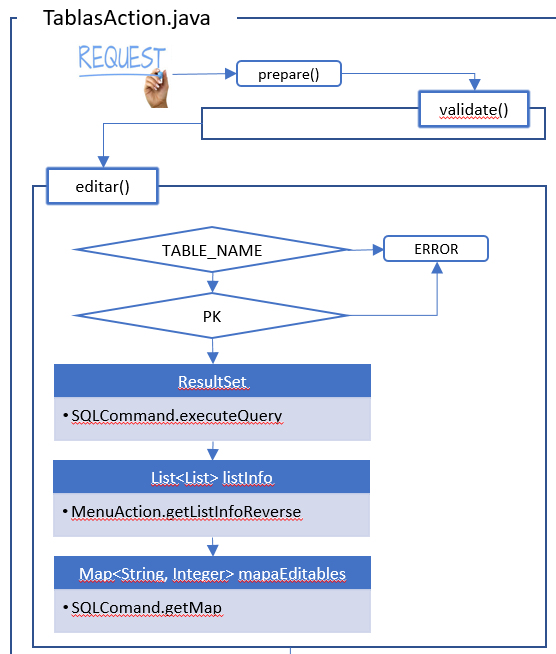 TablasAction.java
REQUEST
prepare()
validate()
editar()
TABLE_NAME
ERROR
PK
ResultSet
• SQLCommand.executeQuery
List<List> listInfo
• MenuAction.getListInfoReverse
Map<String, Integer> mapaEditables
• SQLComand.getMap